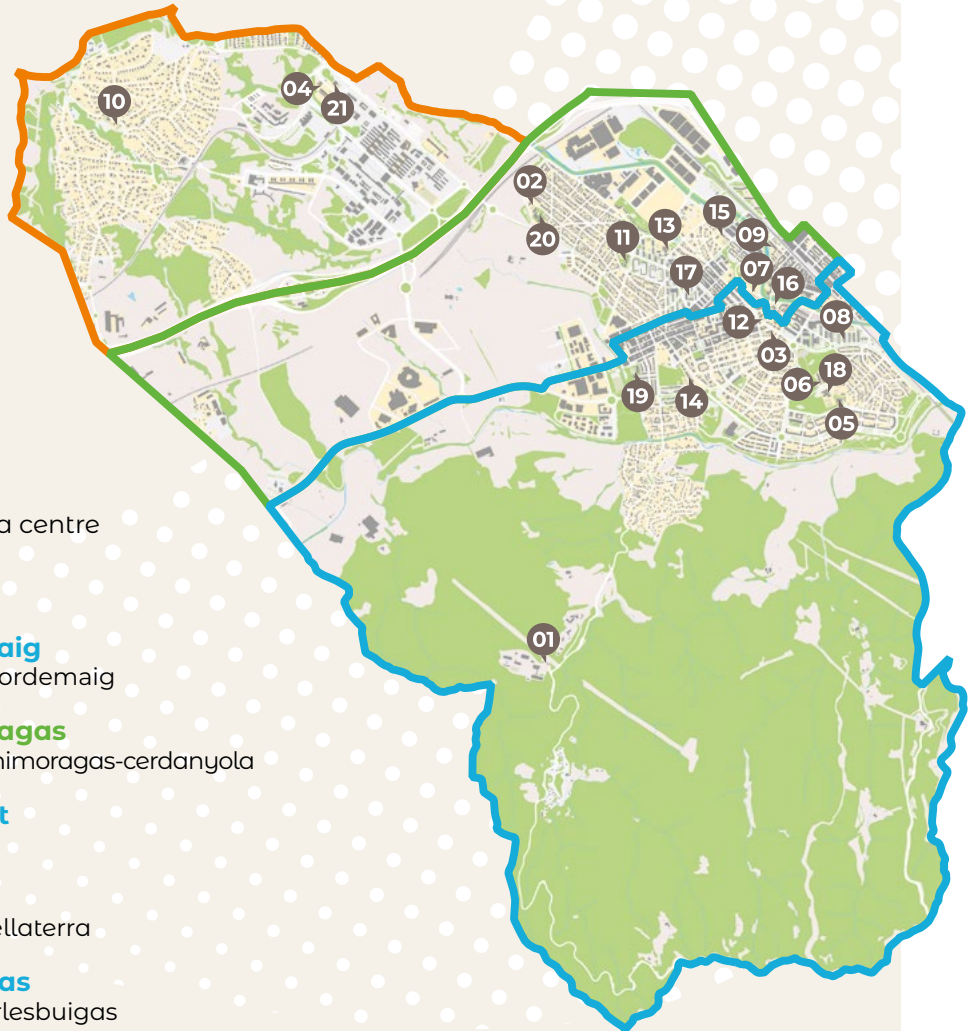 04
10
21
02
15
13
20
11
09
17
07
16
12
08
03
18
06
19
14
05
a centre
01
aig
ordemaig
agas
nimoragas-cerdanyola
t
ellaterra
as
rlesbuigas